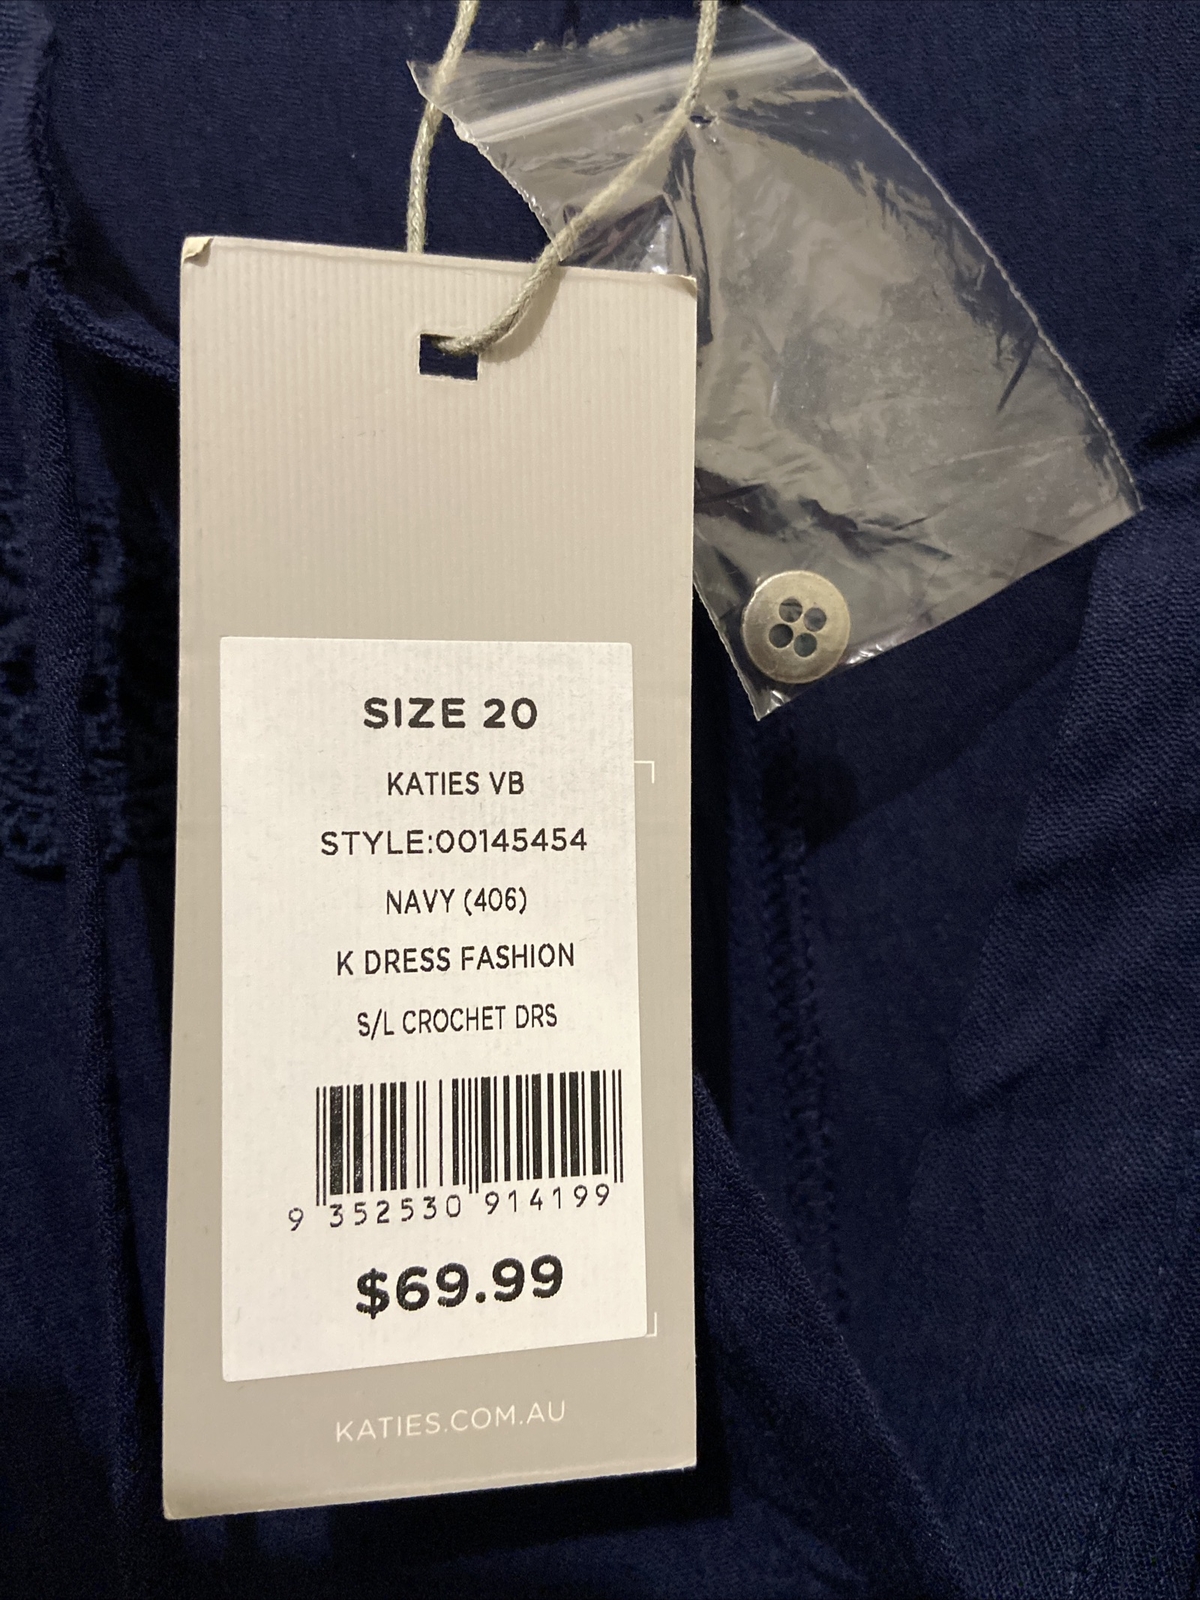 SIZE 20
KATIES VB
STYLE:00145454
NAVY (406)
K DRESS FASHION
S/L CROCHET DRS
9 352530 914199
$69.99
KATIES.COM.AU